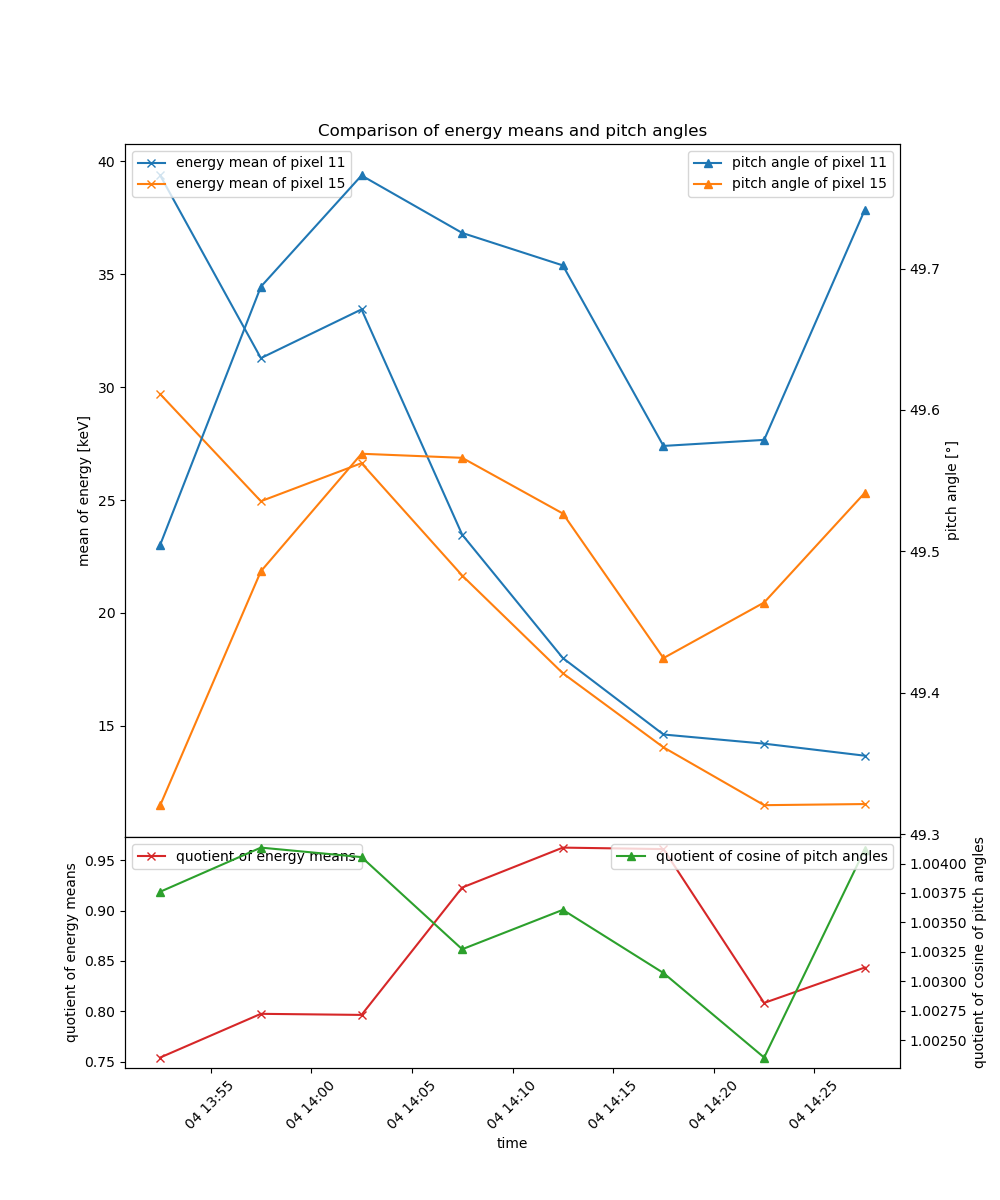 Comparison of energy means and pitch angles
energy mean of pixel 11
energy mean of pixel 15
pitch angle of pixel 11
pitch angle of pixel 15
40
35
30
25
20
15
mean of energy [keV]
49.7
49.6
49.5
49.4
49.3
pitch angle [°]
quotient of energy means
quotient of cosine of pitch angles
0.95
0.90
0.85
0.80
0.75
quotient of energy means
1.00400
1.00375
1.00350
1.00325
1.00300
1.00275
1.00250
quotient of cosine of pitch angles
04 13:55
04 14:00
04 14:05
04 14:10
04 14:15
04 14:20
04 14:25
time